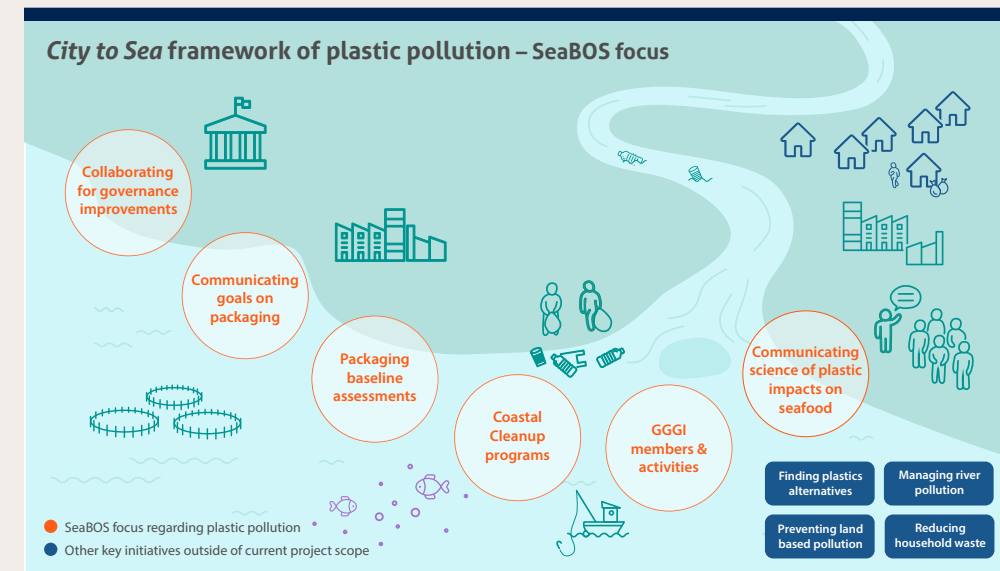 City to Sea framework of plastic pollution – SeaBOS focus
Collaborating
for governance
improvements
Communicating
goals on
packaging
Packaging
baseline
assessments
Coastal
Cleanup
programs
GGGI
members &
activities
Communicating
science of plastic
impacts on
seafood
Finding plastics
alternatives
Managing river
pollution
Preventing land
based pollution
Reducing
household waste
SeaBOS focus regarding plastic pollution
Other key initiatives outside of current project scope